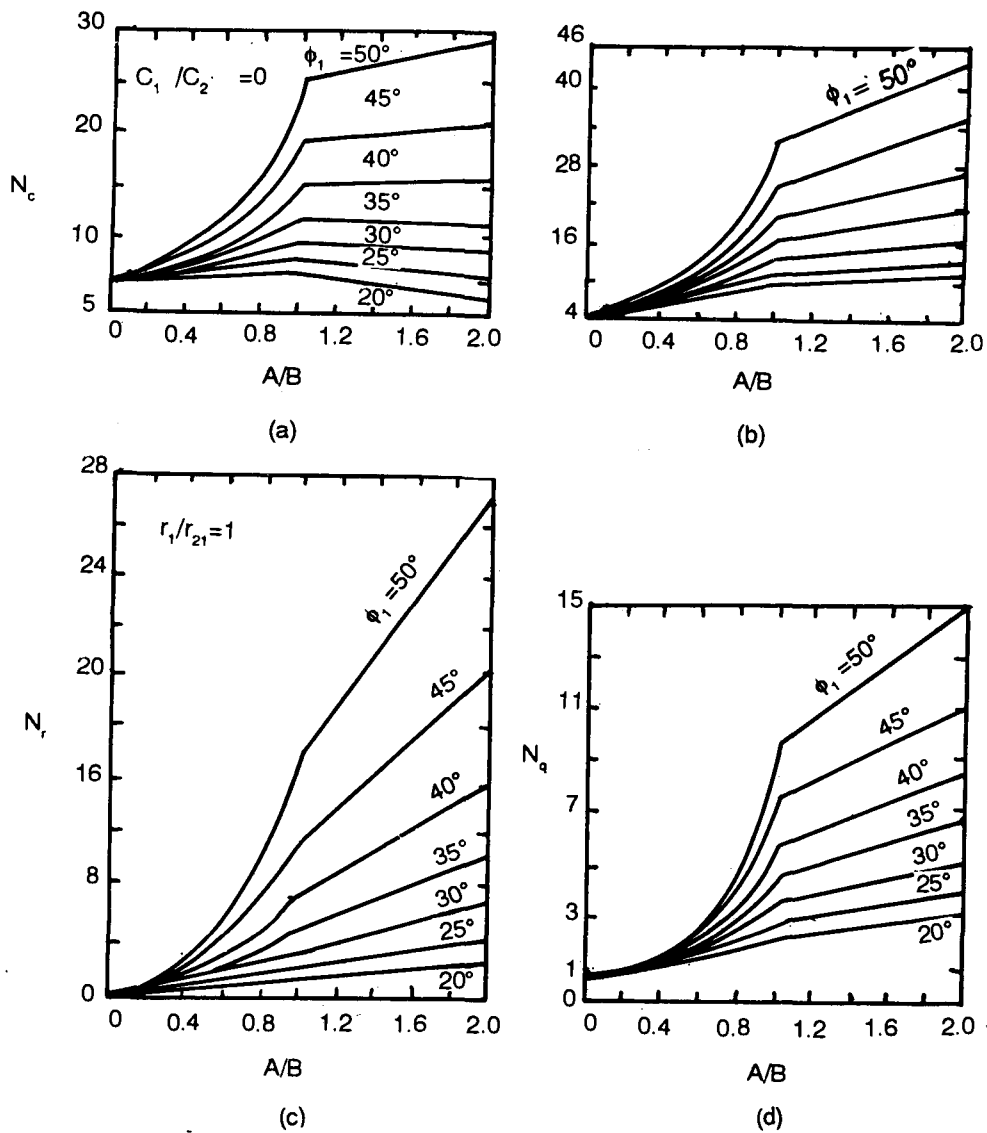 30
ϕ₁ =50°
C₁ /C₂ =0
45°
20
40°
N꜀
35°
10
30°
25°
20°
5
0 0.4 0.8 1.2 1.6 2.0
A/B
(a)
46
40
ϕ₁ = 50°
28
16
4
0 0.4 0.8 1.2 1.6 2.0
A/B
(b)
28
r₁/r₂₁=1
24
ϕ₁ =50°
20
45°
Nᵣ
16
40°
35°
8
30°
25°
20°
0
0 0.4 0.8 1.2 1.6 2.0
A/B
(c)
15
ϕ₁ =50°
11
45°
N_q
40°
7
35°
30°
25°
3
20°
1
0
0 0.4 0.8 1.2 1.6 2.0
A/B
(d)